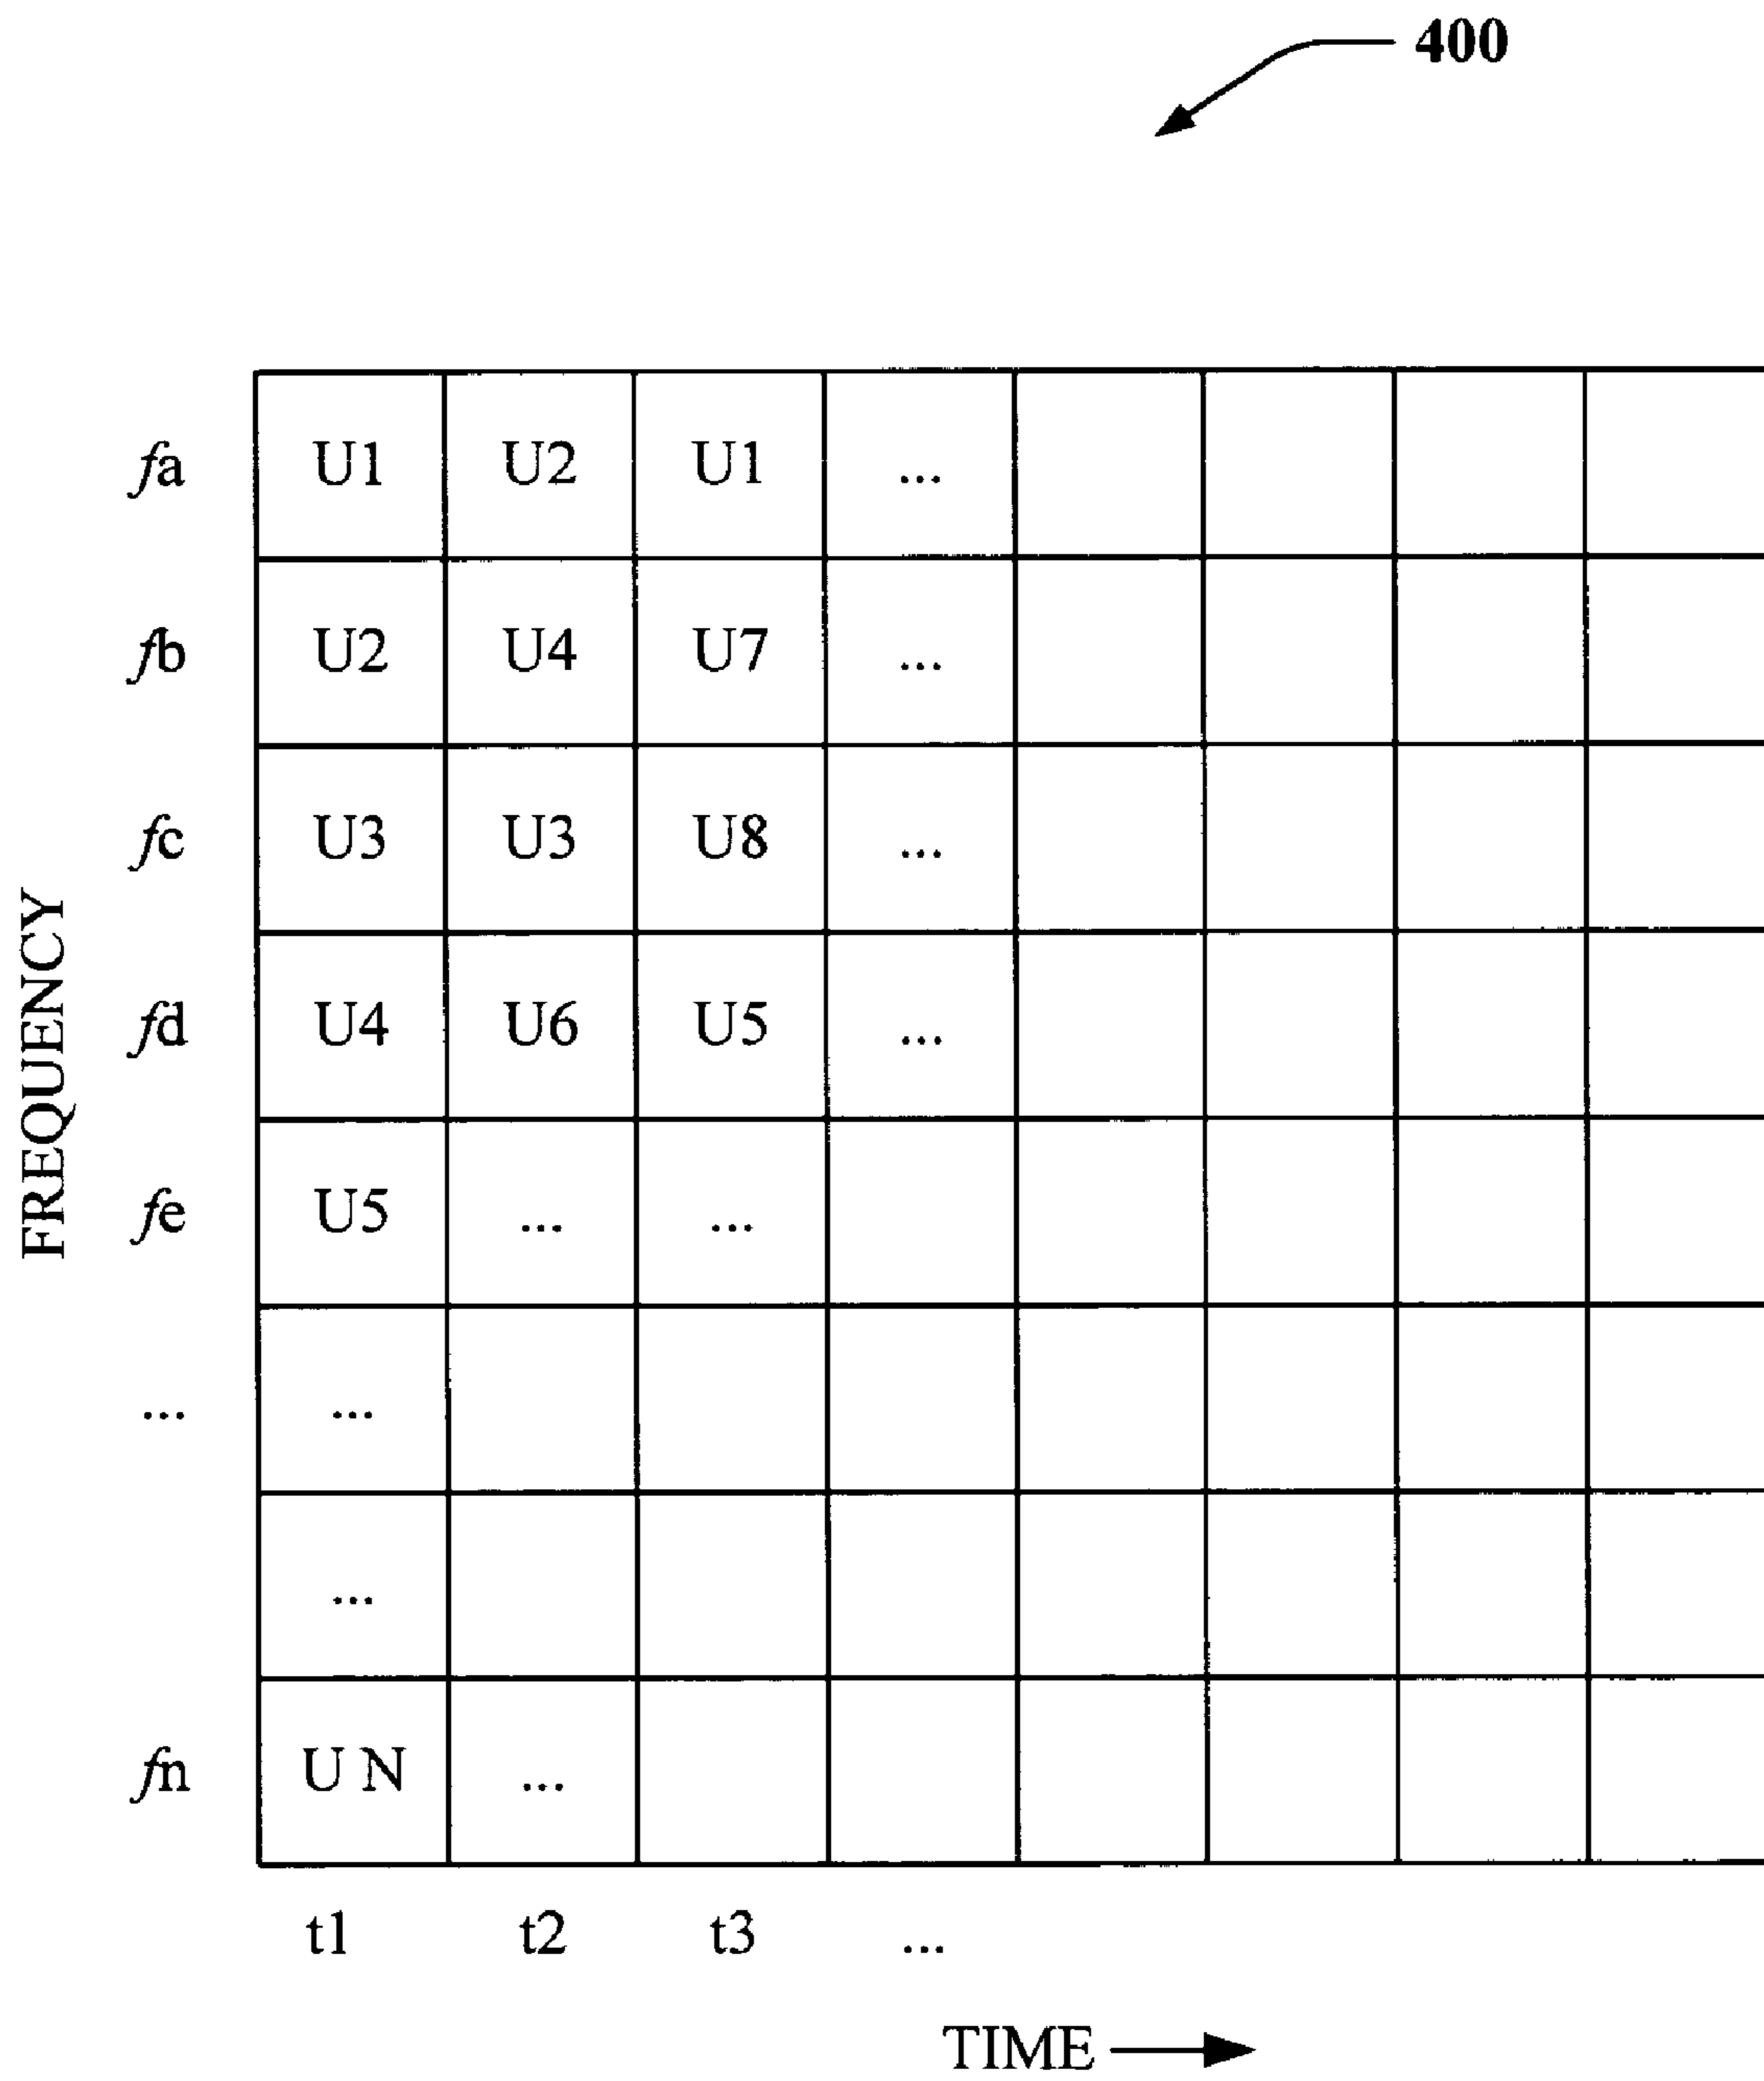 400
fa U1 U2 U1 ...
fb U2 U4 U7 ...
fc U3 U3 U8 ...
fd U4 U6 U5 ...
fe U5 ... ...
... ...
...
fn U N ...
t1 t2 t3 ...
FREQUENCY
TIME